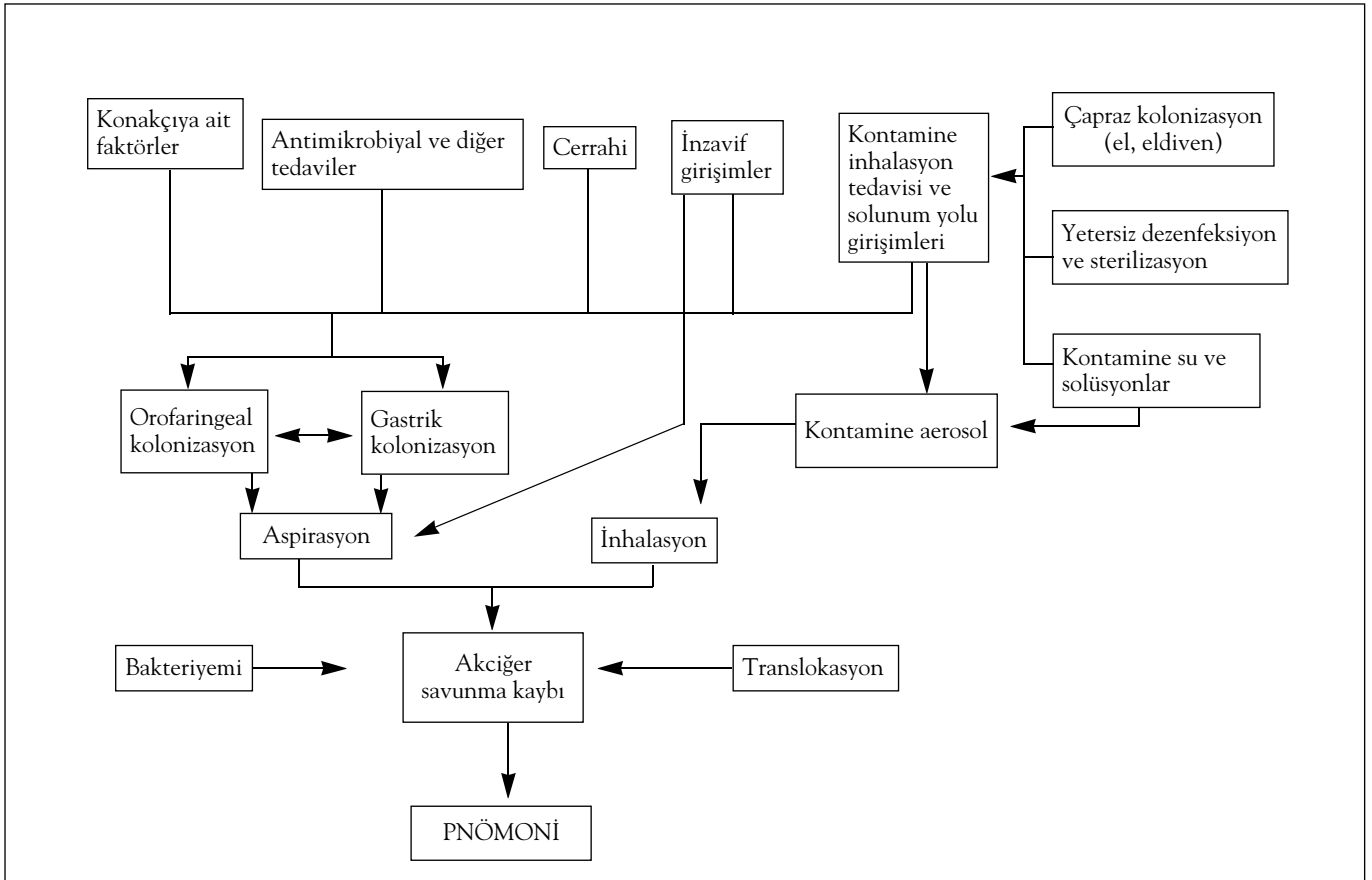 Konakçıya ait
faktörler
Antimikrobiyal ve diğer
tedaviler
Cerrahi
İnzavif
girişimler
Kontamine
inhalasyon
tedavisi ve
solunum yolu
girişimleri
Çapraz kolonizasyon
(el, eldiven)
Yetersiz dezenfeksiyon
ve sterilizasyon
Kontamine su ve
solüsyonlar
Orofaringeal
kolonizasyon
Gastrik
kolonizasyon
Kontamine aerosol
Aspirasyon
İnhalasyon
Bakteriyemi
Akciğer
savunma kaybı
Translokasyon
PNÖMONİ